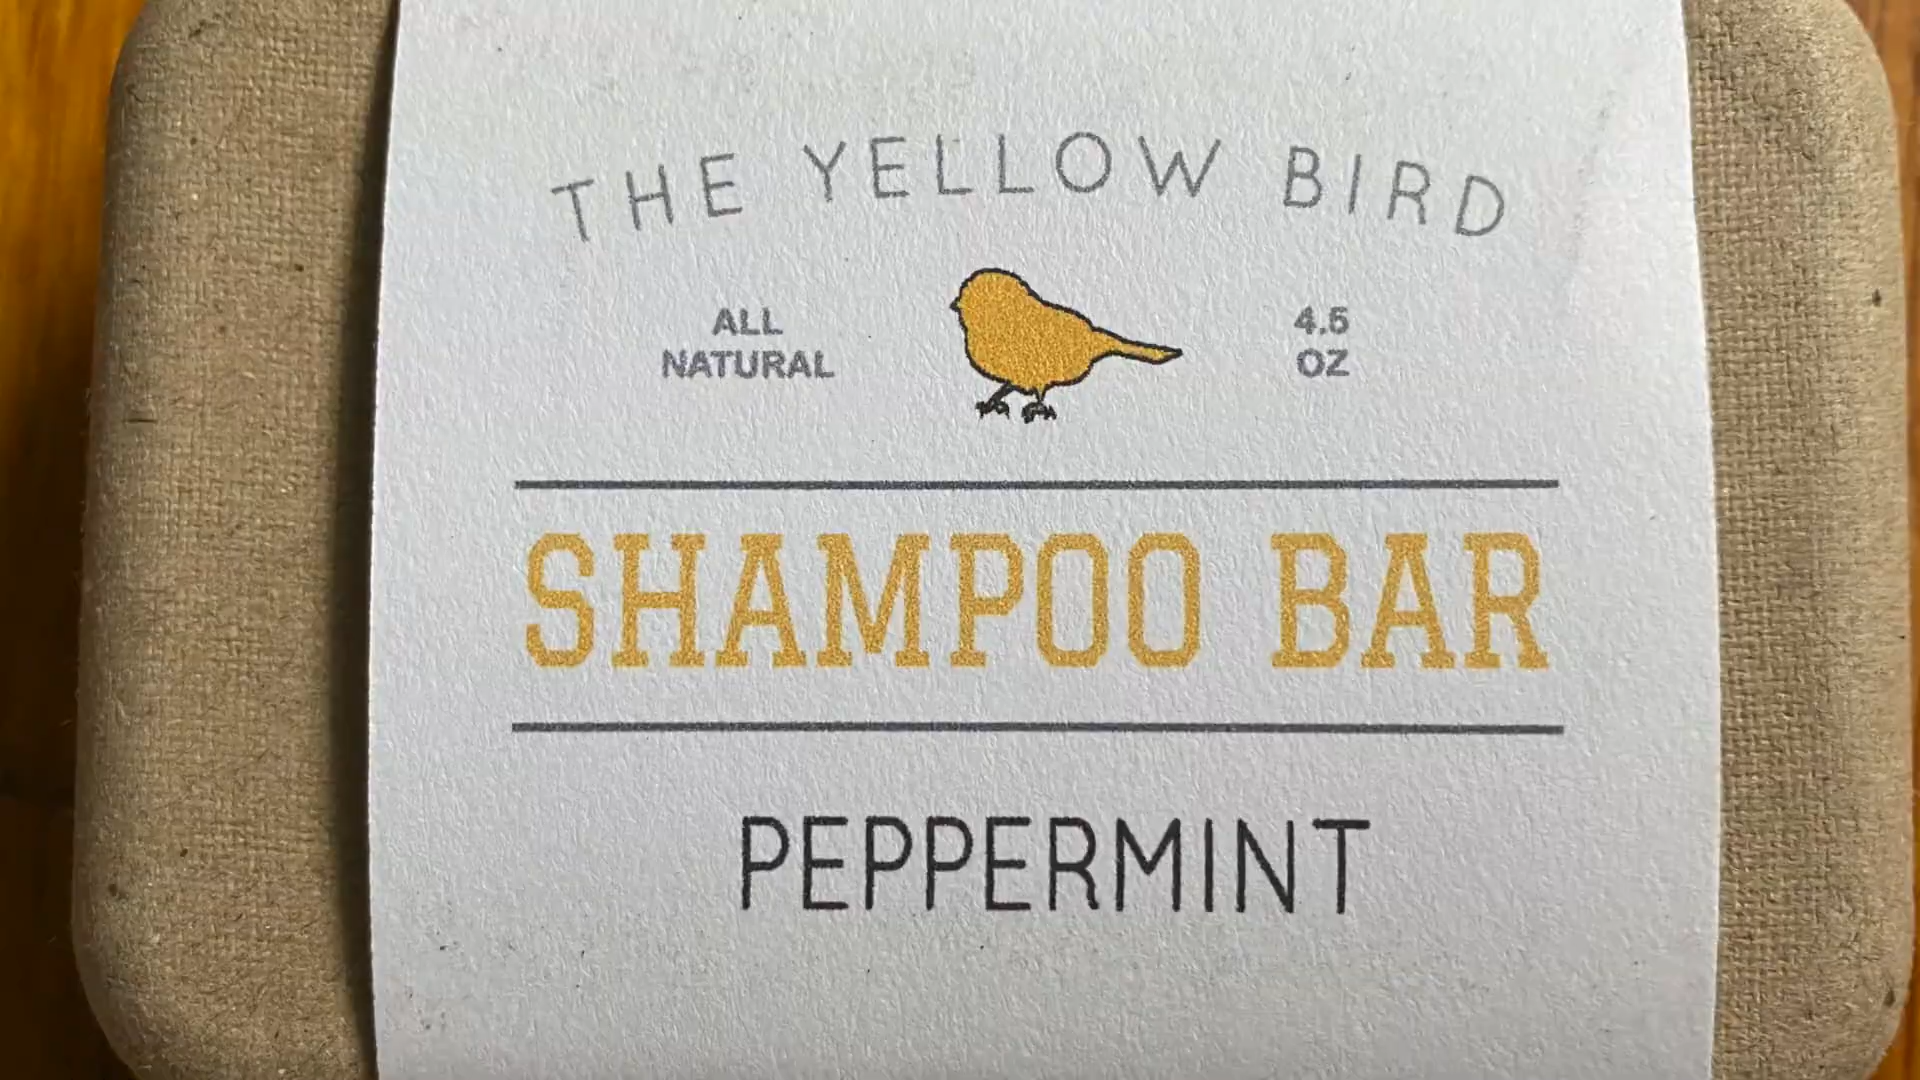 THE YELLOW BIRD
ALL
NATURAL
4.5
OZ
SHAMPOO BAR
PEPPERMINT